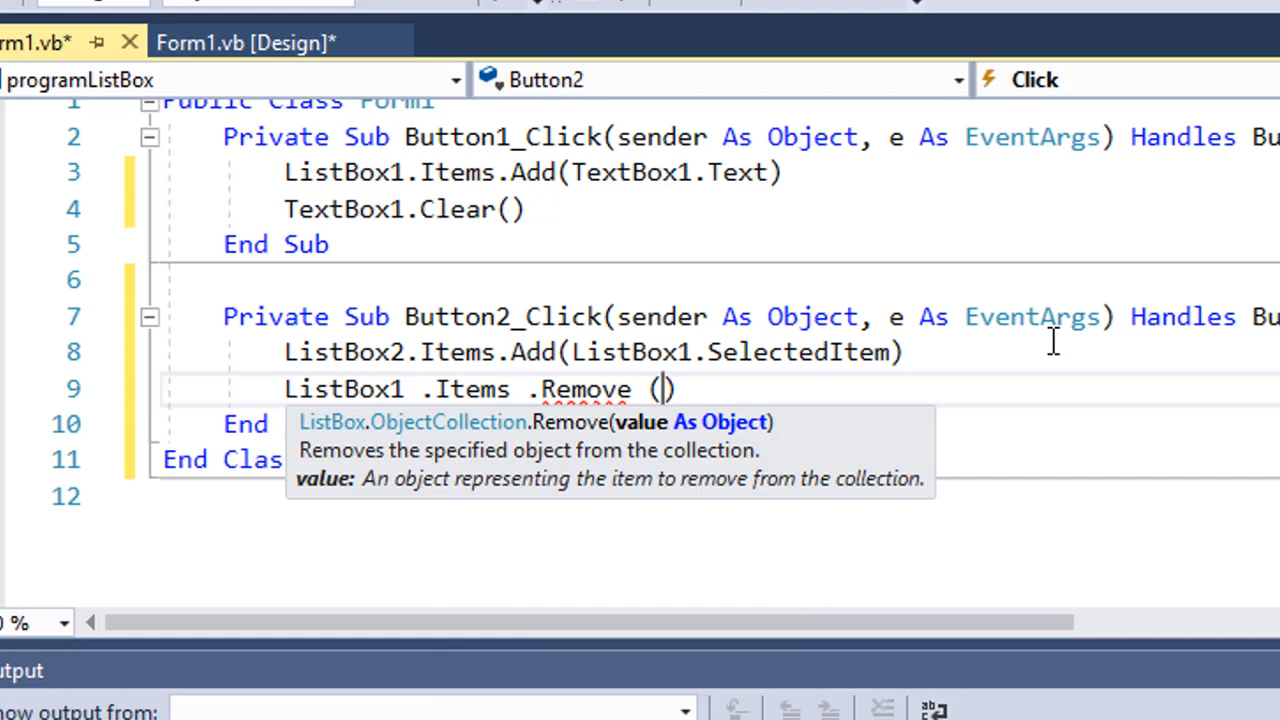 rm1.vb* Form1.vb [Design]*
programListBox Button2 Click
1 Public Class Form1
2 Private Sub Button1_Click(sender As Object, e As EventArgs) Handles Bu
3 ListBox1.Items.Add(TextBox1.Text)
4 TextBox1.Clear()
5 End Sub
6
7 Private Sub Button2_Click(sender As Object, e As EventArgs) Handles Bu
8 ListBox2.Items.Add(ListBox1.SelectedItem)
9 ListBox1 .Items .Remove ()
10 End
ListBox.ObjectCollection.Remove(value As Object)
Removes the specified object from the collection.
11 End Clas
value: An object representing the item to remove from the collection.
12
0 %
utput
how output from: